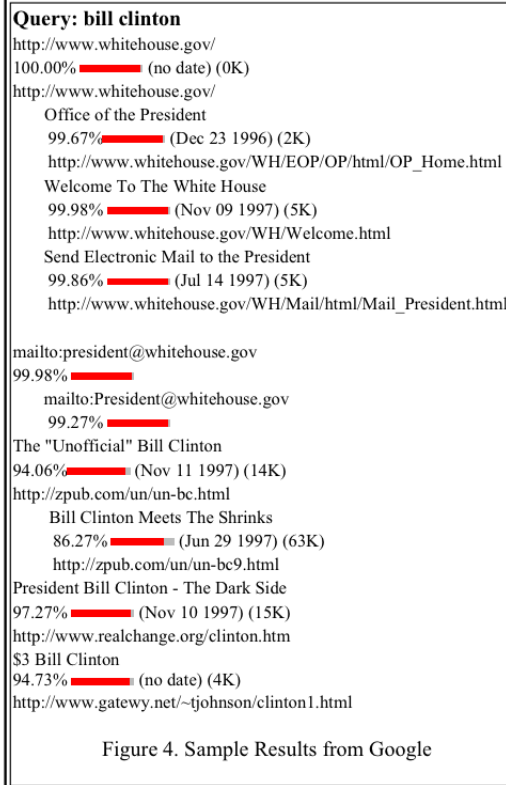 Query: bill clinton
http://www.whitehouse.gov/
100.00% (no date) (0K)
http://www.whitehouse.gov/
Office of the President
99.67% (Dec 23 1996) (2K)
http://www.whitehouse.gov/WH/EOP/OP/html/OP_Home.html
Welcome To The White House
99.98% (Nov 09 1997) (5K)
http://www.whitehouse.gov/WH/Welcome.html
Send Electronic Mail to the President
99.86% (Jul 14 1997) (5K)
http://www.whitehouse.gov/WH/Mail/html/Mail_President.html
mailto:president@whitehouse.gov
99.98%
mailto:President@whitehouse.gov
99.27%
The "Unofficial" Bill Clinton
94.06% (Nov 11 1997) (14K)
http://zpub.com/un/un-bc.html
Bill Clinton Meets The Shrinks
86.27% (Jun 29 1997) (63K)
http://zpub.com/un/un-bc9.html
President Bill Clinton - The Dark Side
97.27% (Nov 10 1997) (15K)
http://www.realchange.org/clinton.htm
$3 Bill Clinton
94.73% (no date) (4K)
http://www.gatewy.net/~tjohnson/clinton1.html
Figure 4. Sample Results from Google